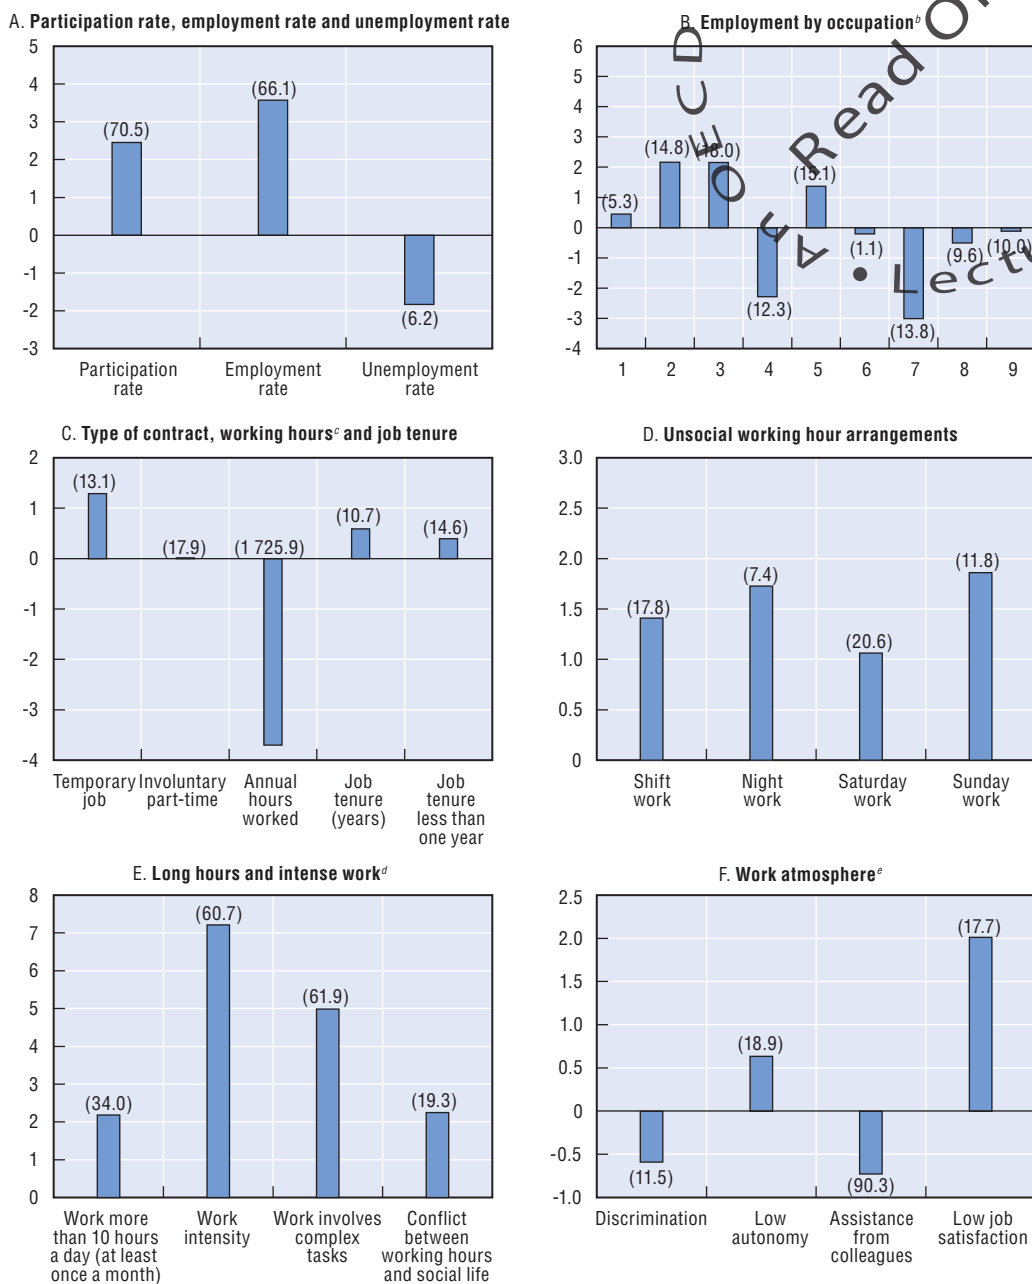 A. Participation rate, employment rate and unemployment rate
5
4
3
2
1
0
-1
-2
-3
(70.5)
(66.1)
(6.2)
Participation rate
Employment rate
Unemployment rate
B. Employment by occupationb
6
5
4
3
2
1
0
-1
-2
-3
-4
(5.3)
(14.8)
(18.0)
(12.3)
(15.1)
(1.1)
(13.8)
(9.6)
(10.0)
1 2 3 4 5 6 7 8 9
C. Type of contract, working hoursc and job tenure
2
1
0
-1
-2
-3
-4
(13.1)
(17.9)
(1 725.9)
(10.7)
(14.6)
Temporary job
Involuntary part-time
Annual hours worked
Job tenure (years)
Job tenure less than one year
D. Unsocial working hour arrangements
3.0
2.5
2.0
1.5
1.0
0.5
0
(17.8)
(7.4)
(20.6)
(11.8)
Shift work
Night work
Saturday work
Sunday work
E. Long hours and intense workd
8
7
6
5
4
3
2
1
0
(34.0)
(60.7)
(61.9)
(19.3)
Work more than 10 hours a day (at least once a month)
Work intensity
Work involves complex tasks
Conflict between working hours and social life
F. Work atmospheree
2.5
2.0
1.5
1.0
0.5
0
-0.5
-1.0
(11.5)
(18.9)
(90.3)
(17.7)
Discrimination
Low autonomy
Assistance from colleagues
Low job satisfaction
OECD
Read